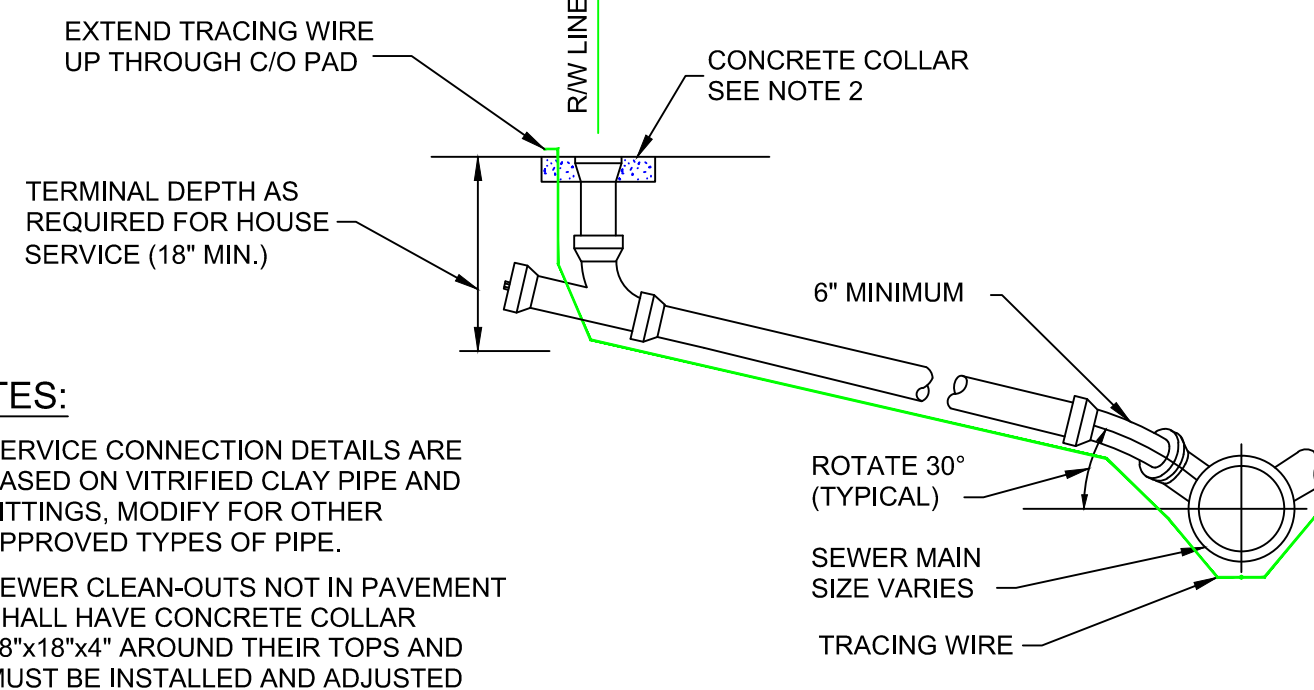 EXTEND TRACING WIRE
UP THROUGH C/O PAD
R/W LINE
CONCRETE COLLAR
SEE NOTE 2
TERMINAL DEPTH AS
REQUIRED FOR HOUSE
SERVICE (18" MIN.)
6" MINIMUM
ROTATE 30°
(TYPICAL)
SEWER MAIN
SIZE VARIES
TRACING WIRE
TES:
ERVICE CONNECTION DETAILS ARE
ASED ON VITRIFIED CLAY PIPE AND
ITTINGS, MODIFY FOR OTHER
PPROVED TYPES OF PIPE.
EWER CLEAN-OUTS NOT IN PAVEMENT
HALL HAVE CONCRETE COLLAR
8"x18"x4" AROUND THEIR TOPS AND
MUST BE INSTALLED AND ADJUSTED